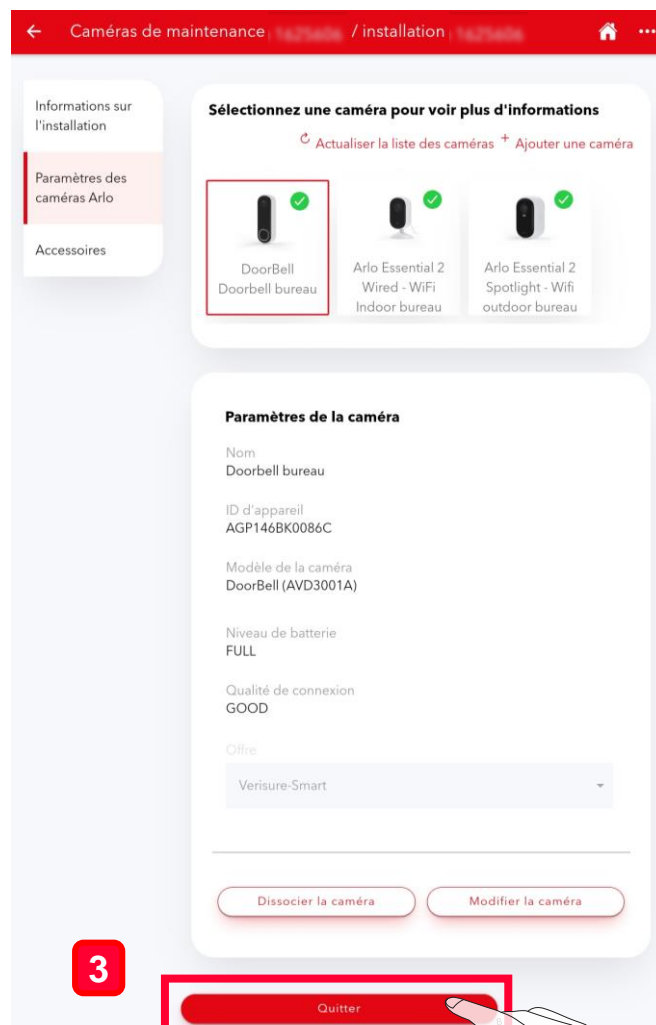 Caméras de maintenance / installation
Informations sur
l'installation
Paramètres des
caméras Arlo
Accessoires
Sélectionnez une caméra pour voir plus d'informations
Actualiser la liste des caméras + Ajouter une caméra
DoorBell
Doorbell bureau
Arlo Essential 2
Wired - WiFi
Indoor bureau
Arlo Essential 2
Spotlight - Wifi
outdoor bureau
Paramètres de la caméra
Nom
Doorbell bureau
ID d'appareil
AGP146BK0086C
Modèle de la caméra
DoorBell (AVD3001A)
Niveau de batterie
FULL
Qualité de connexion
GOOD
Offre
Verisure-Smart
Dissocier la caméra
Modifier la caméra
3
Quitter